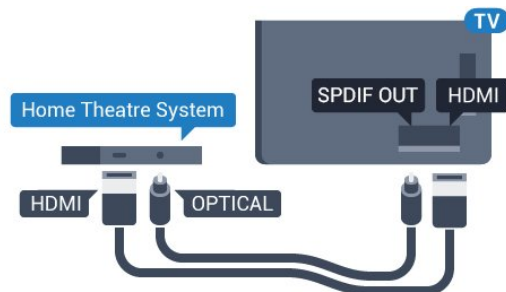 TV
SPDIF OUT
HDMI
Home Theatre System
HDMI
OPTICAL